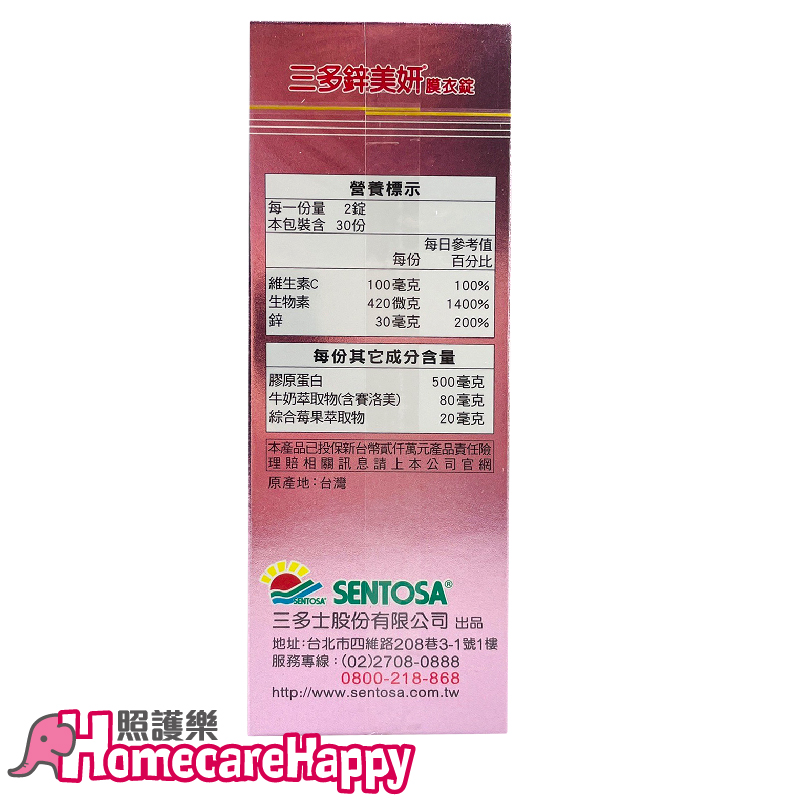 三多鋅美妍膜衣錠
營養標示
每一份量 2錠
本包裝含 30份
每日參考值
每份 百分比
維生素C 100毫克 100%
生物素 420微克 1400%
鋅 30毫克 200%
每份其它成分含量
膠原蛋白 500毫克
牛奶萃取物(含賽洛美) 80毫克
綜合莓果萃取物 20毫克
本產品已投保新台幣貳仟萬元產品責任險
理賠相關訊息請上本公司官網
原產地：台灣
SENTOSA SENTOSA®
三多士股份有限公司 出品
地址：台北市四維路208巷3-1號1樓
服務專線：(02)2708-0888
0800-218-868
http://www.sentosa.com.tw
照護樂
HomecareHappy